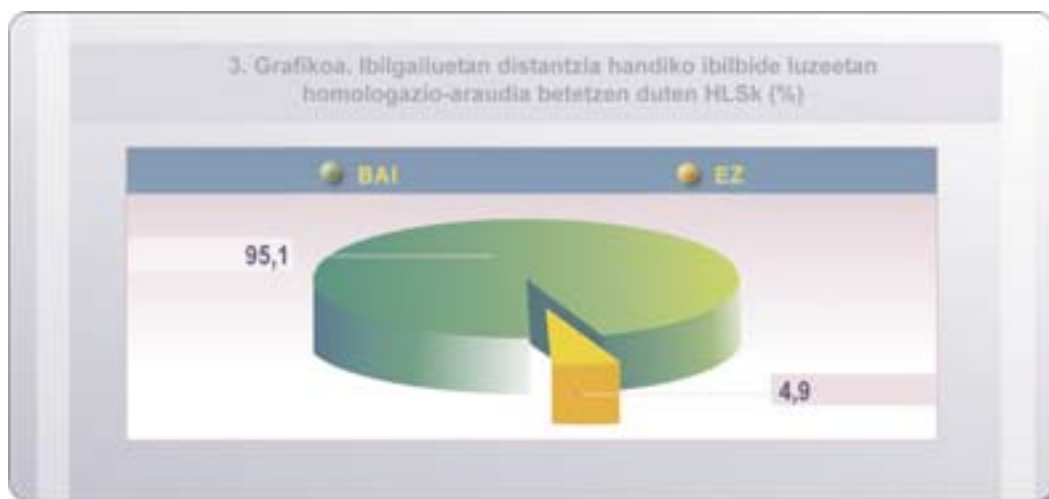 3. Grafikoa. Ibilgailuetan distantzia handiko ibilbide luzeetan
homologazio-araudia betetzen duten HLSk (%)
BAI
EZ
95,1
4,9